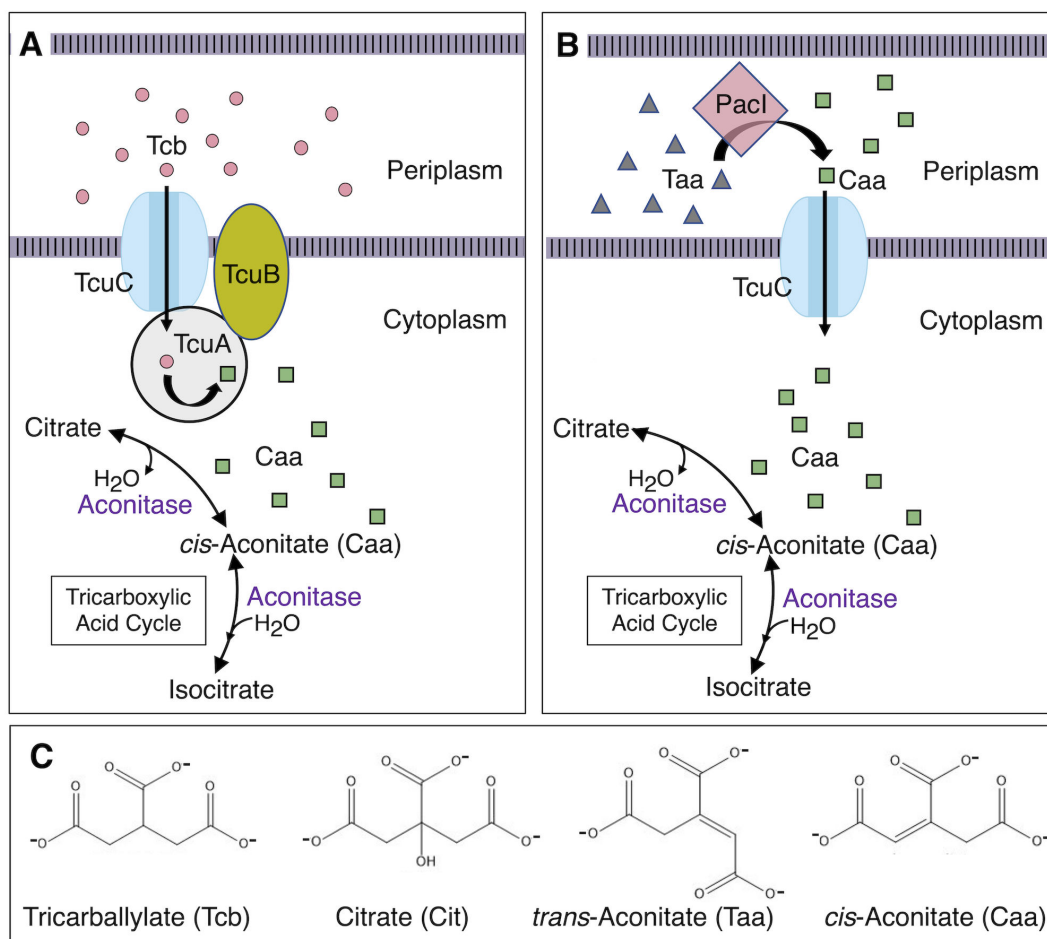 A
Tcb
Periplasm
TcuC
TcuB
Cytoplasm
TcuA
Citrate
Caa
H2O
Aconitase
cis-Aconitate (Caa)
Tricarboxylic
Acid Cycle
Aconitase
H2O
Isocitrate
B
PacI
Taa
Caa
Periplasm
TcuC
Cytoplasm
Citrate
Caa
H2O
Aconitase
cis-Aconitate (Caa)
Tricarboxylic
Acid Cycle
Aconitase
H2O
Isocitrate
C
O O-
O O
-O O-
Tricarballylate (Tcb)
O O-
O O
-O O-
OH
Citrate (Cit)
O O-
O
-O
O O-
trans-Aconitate (Taa)
O O-
O O
-O O-
cis-Aconitate (Caa)